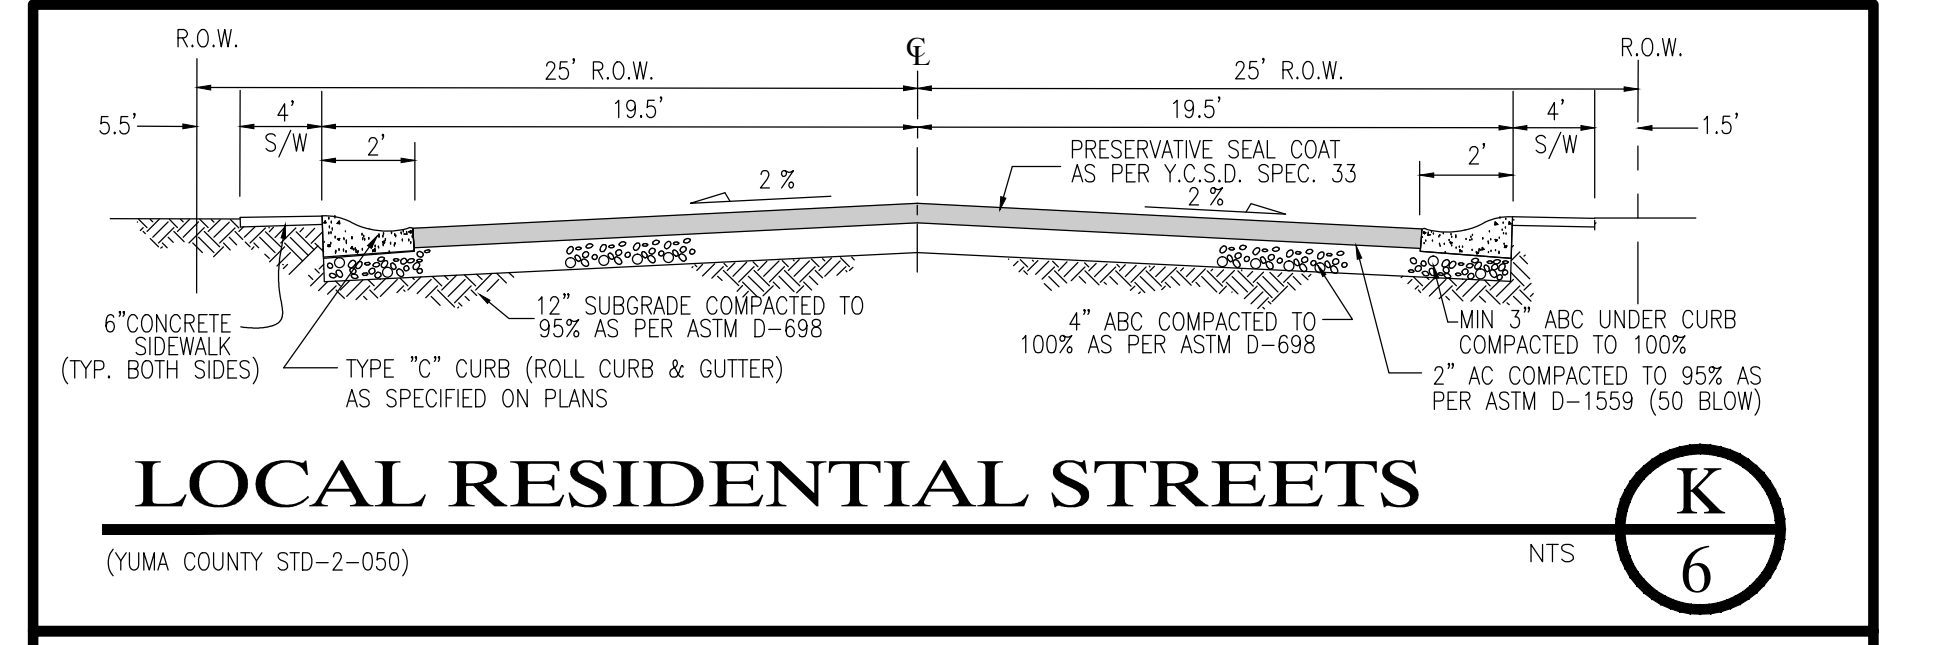 R.O.W.
℄
R.O.W.
25' R.O.W.
25' R.O.W.
5.5'
4'
S/W
19.5'
19.5'
4'
S/W
1.5'
2'
2'
2 %
2 %
PRESERVATIVE SEAL COAT
AS PER Y.C.S.D. SPEC. 33
6"CONCRETE
SIDEWALK
(TYP. BOTH SIDES)
12" SUBGRADE COMPACTED TO
95% AS PER ASTM D-698
TYPE "C" CURB (ROLL CURB & GUTTER)
AS SPECIFIED ON PLANS
4" ABC COMPACTED TO
100% AS PER ASTM D-698
MIN 3" ABC UNDER CURB
COMPACTED TO 100%
2" AC COMPACTED TO 95% AS
PER ASTM D-1559 (50 BLOW)
LOCAL RESIDENTIAL STREETS
(YUMA COUNTY STD-2-050)
NTS
K
6